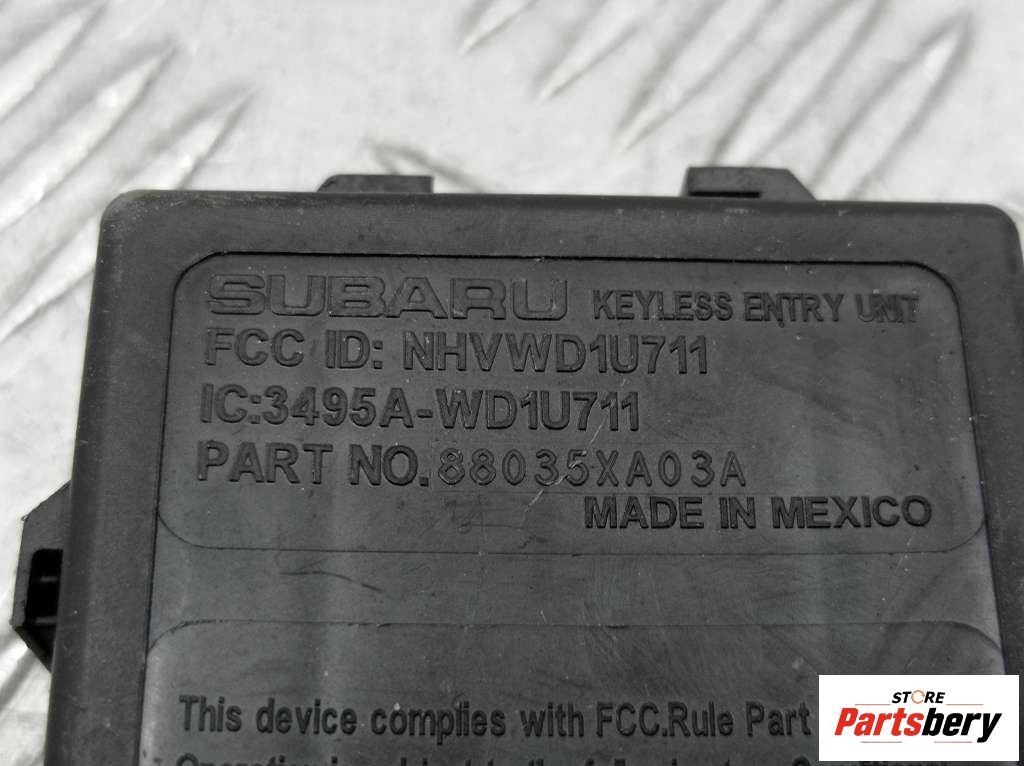 SUBARU KEYLESS ENTRY UNIT
FCC ID: NHVWD1U711
IC:3495A-WD1U711
PART NO.88035XA03A
MADE IN MEXICO
This device complies with FCC.Rule Part
STORE
Partsbery